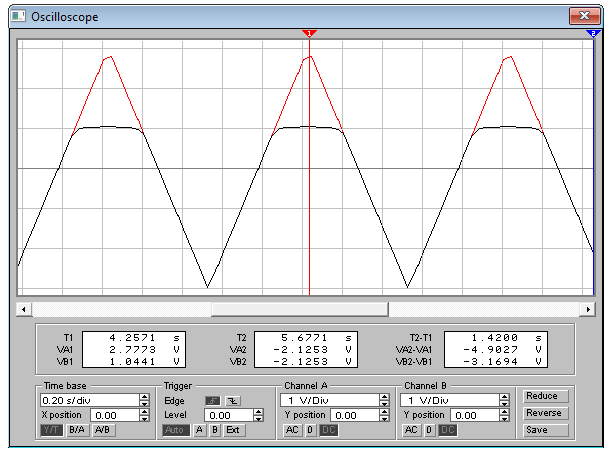 Oscilloscope
1 2
T1 4.2571 s T2 5.6771 s T2-T1 1.4200 s
VA1 2.7773 V VA2 -2.1253 V VA2-VA1 -4.9027 V
VB1 1.0441 V VB2 -2.1253 V VB2-VB1 -3.1694 V
Time base Trigger Channel A Channel B
0.20 s/div Edge 1 V/Div 1 V/Div Reduce
X position 0.00 Level 0.00 Y position 0.00 Y position 0.00 Reverse
Y/T B/A A/B Auto A B Ext AC 0 DC AC 0 DC Save